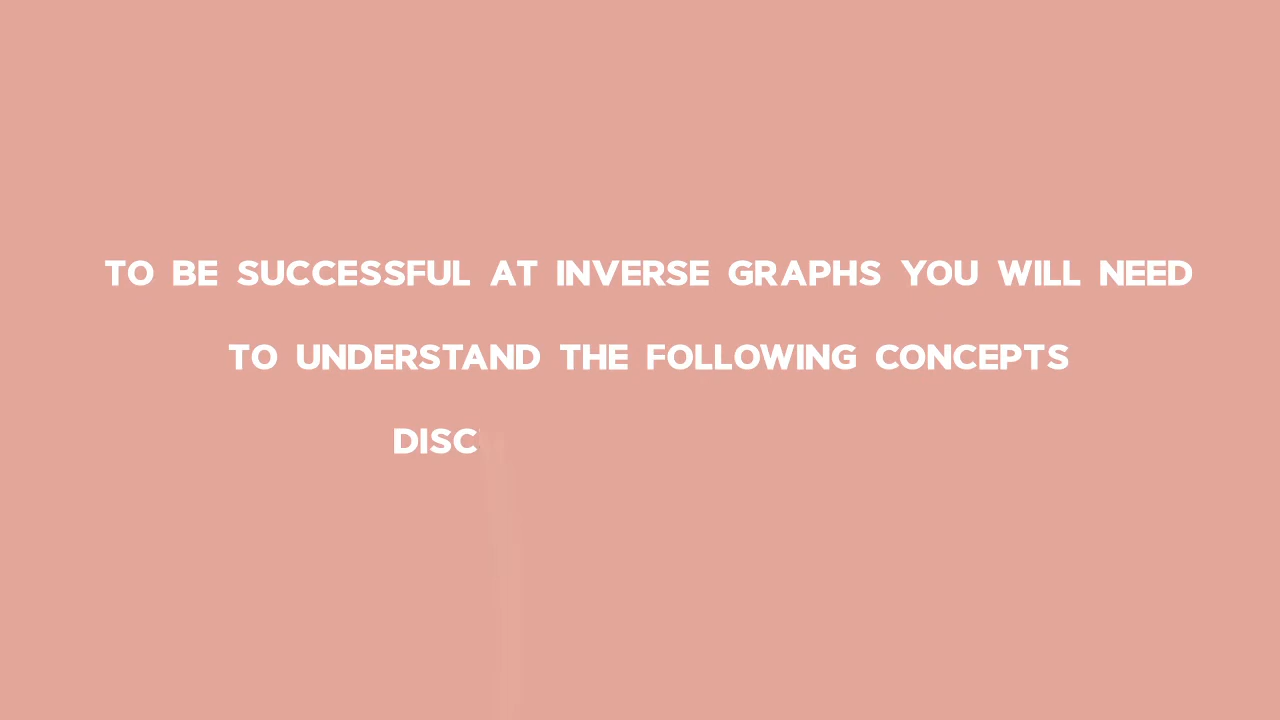 TO BE SUCCESSFUL AT INVERSE GRAPHS YOU WILL NEED
TO UNDERSTAND THE FOLLOWING CONCEPTS
DISC